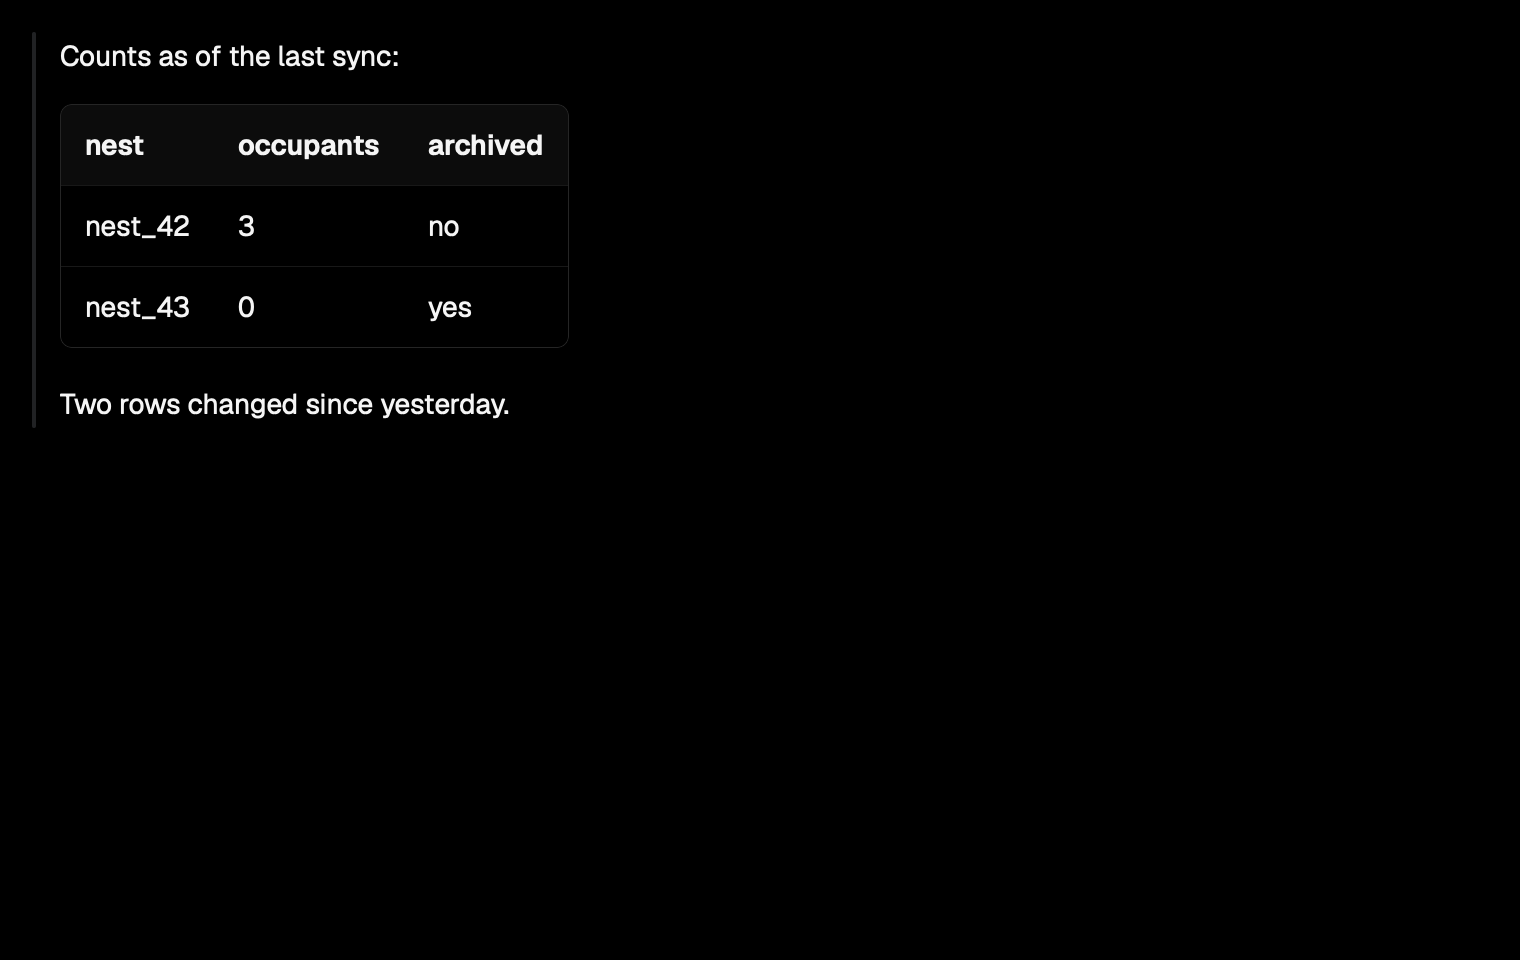 Counts as of the last sync:
nest occupants archived
nest_42 3 no
nest_43 0 yes
Two rows changed since yesterday.